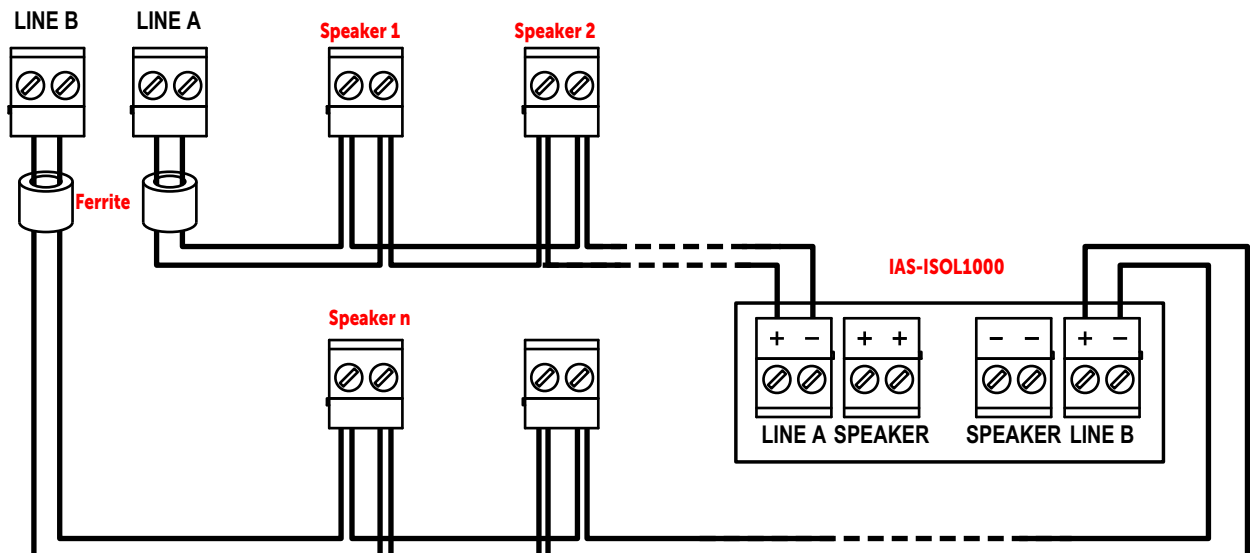 LINE B
LINE A
Speaker 1
Speaker 2
Ferrite
IAS-ISOL1000
Speaker n
+ − + + − − + −
LINE A SPEAKER SPEAKER LINE B